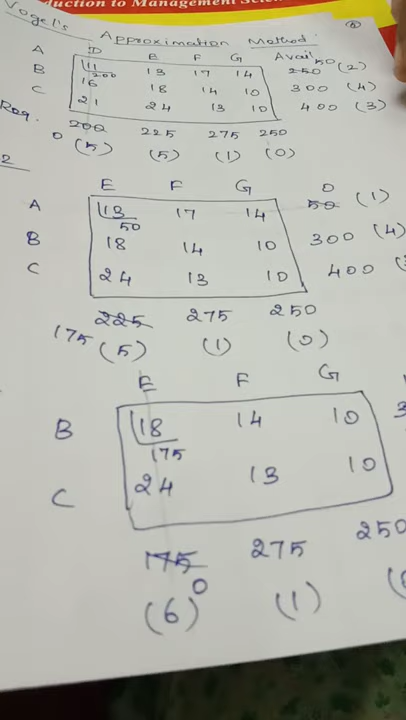 duction to Management Scien
Vogel's Approximation Method:
D E F G Avail
A 11 200 13 17 14 250 50 (2)
B 16 18 14 10 300 (4)
C 21 24 13 10 400 (3)
Req. 200 225 275 250
0 (5) (5) (1) (0)
2
E F G
A 13 50 17 14 50 0 (1)
B 18 14 10 300 (4)
C 24 13 10 400
225 275 250
175 (5) (1) (0)
E F G
B 18 175 14 10
C 24 13 10
175 0 275 250
(6) (1)